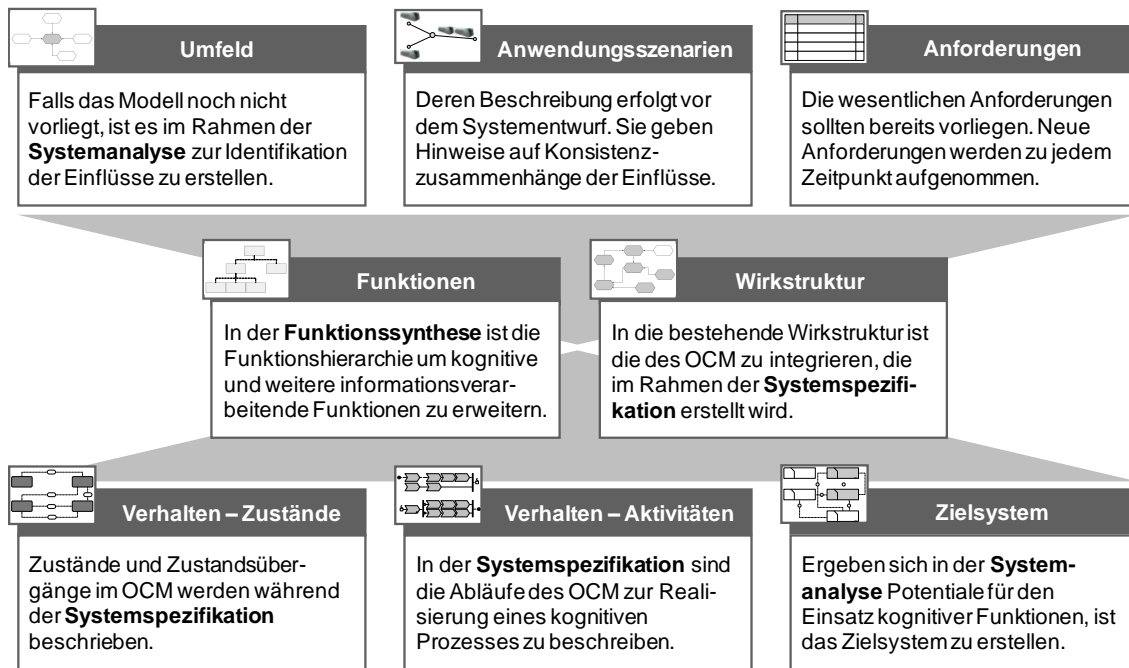 Umfeld
Falls das Modell noch nicht
vorliegt, ist es im Rahmen der
Systemanalyse zur Identifikation
der Einflüsse zu erstellen.
Anwendungsszenarien
Deren Beschreibung erfolgt vor
dem Systementwurf. Sie geben
Hinweise auf Konsistenz-
zusammenhänge der Einflüsse.
Anforderungen
Die wesentlichen Anforderungen
sollten bereits vorliegen. Neue
Anforderungen werden zu jedem
Zeitpunkt aufgenommen.
Funktionen
In der Funktionssynthese ist die
Funktionshierarchie um kognitive
und weitere informationsverar-
beitende Funktionen zu erweitern.
Wirkstruktur
In die bestehende Wirkstruktur ist
die des OCM zu integrieren, die
im Rahmen der Systemspezifi-
kation erstellt wird.
Verhalten – Zustände
Zustände und Zustandsüber-
gänge im OCM werden während
der Systemspezifikation
beschrieben.
Verhalten – Aktivitäten
In der Systemspezifikation sind
die Abläufe des OCM zur Reali-
sierung eines kognitiven
Prozesses zu beschreiben.
Zielsystem
Ergeben sich in der System-
analyse Potentiale für den
Einsatz kognitiver Funktionen, ist
das Zielsystem zu erstellen.